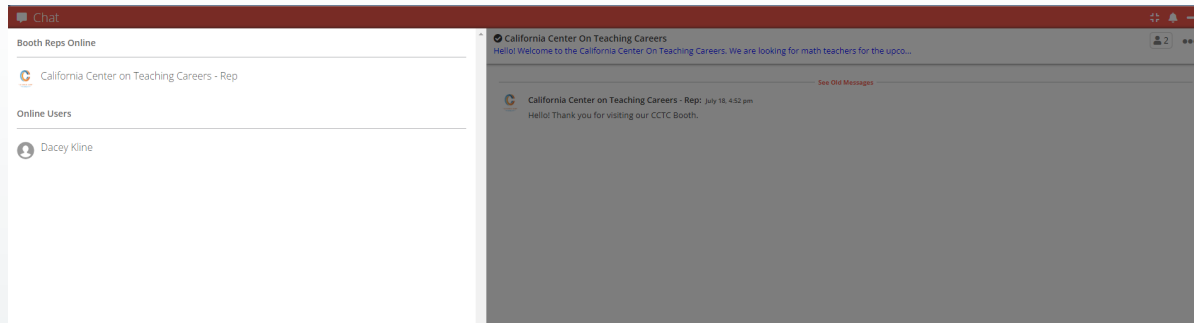 Chat
Booth Reps Online
California Center on Teaching Careers - Rep
Online Users
Dacey Kline
California Center On Teaching Careers
Hello! Welcome to the California Center On Teaching Careers. We are looking for math teachers for the upco...
2
See Old Messages
California Center on Teaching Careers - Rep: July 18, 4:52 pm
Hello! Thank you for visiting our CCTC Booth.